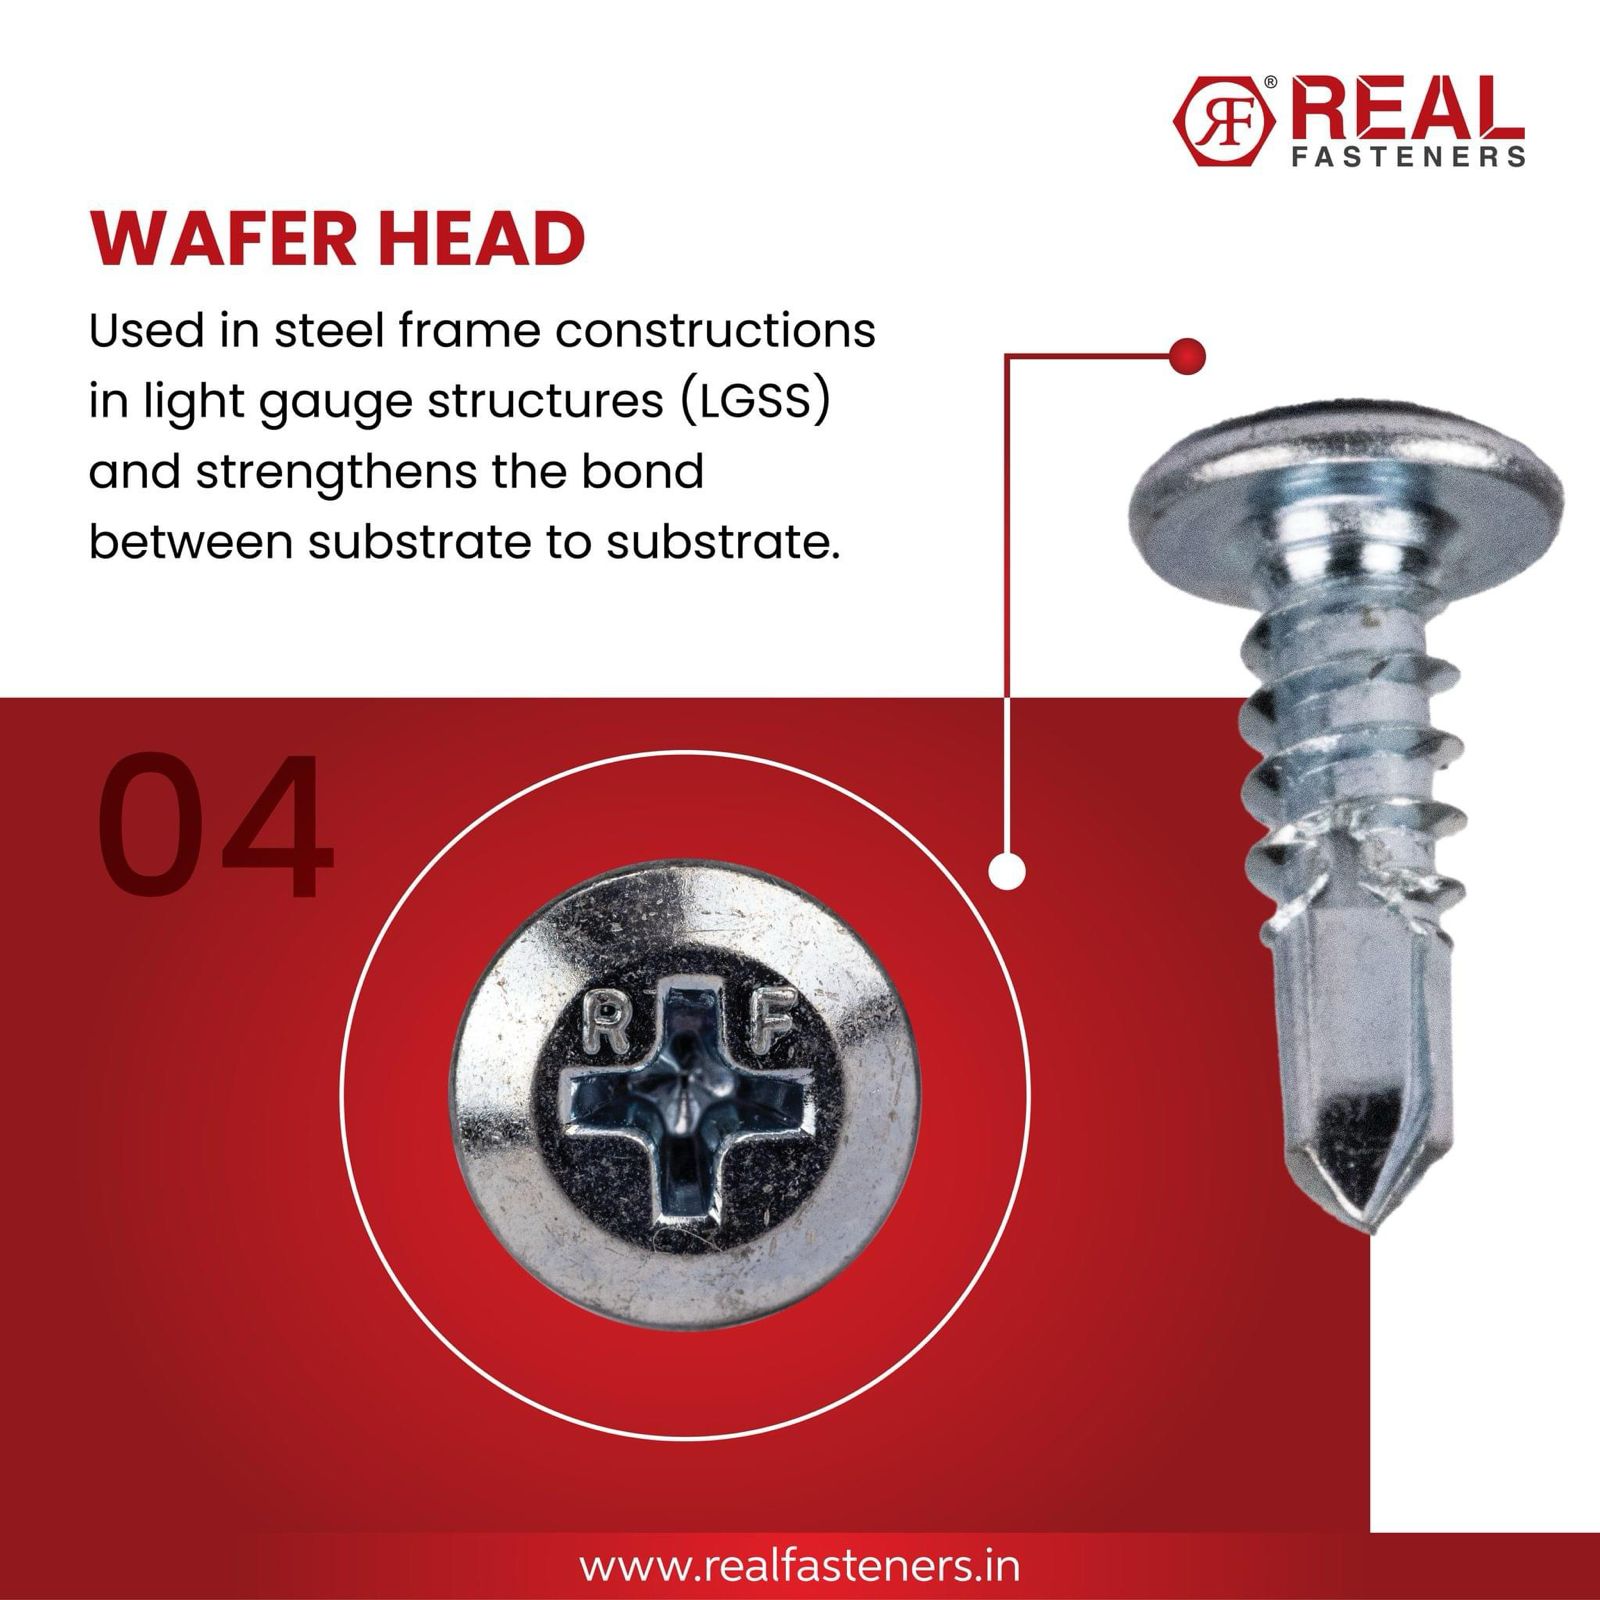 RF®
REAL
FASTENERS
WAFER HEAD
Used in steel frame constructions
in light gauge structures (LGSS)
and strengthens the bond
between substrate to substrate.
04
R F
www.realfasteners.in